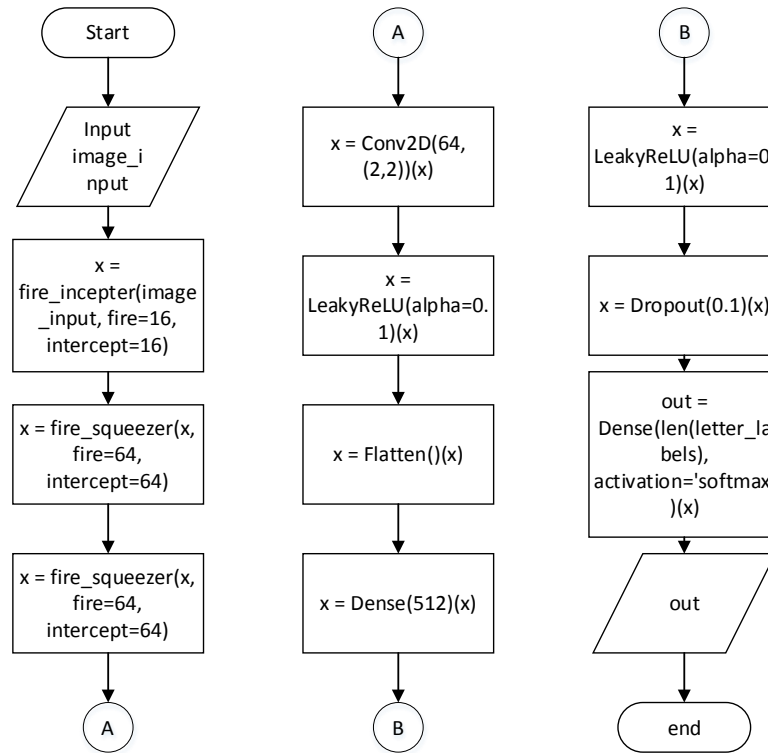 Start
Input
image_i
nput
x =
fire_incepter(image
_input, fire=16,
intercept=16)
x = fire_squeezer(x,
fire=64,
intercept=64)
x = fire_squeezer(x,
fire=64,
intercept=64)
A
A
x = Conv2D(64,
(2,2))(x)
x =
LeakyReLU(alpha=0.
1)(x)
x = Flatten()(x)
x = Dense(512)(x)
B
B
x =
LeakyReLU(alpha=0.
1)(x)
x = Dropout(0.1)(x)
out =
Dense(len(letter_la
bels),
activation='softmax'
)(x)
out
end